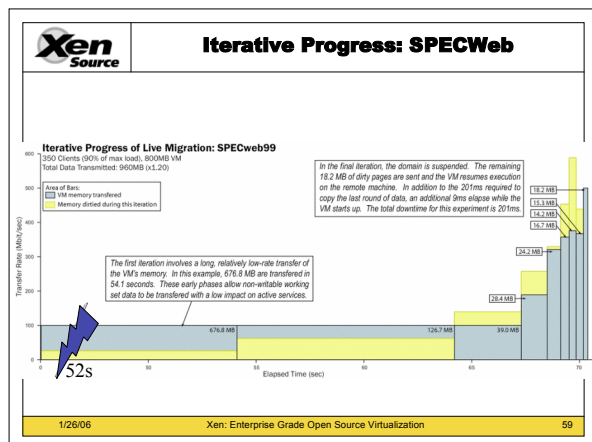 Xen
Source
Iterative Progress: SPECWeb
Iterative Progress of Live Migration: SPECweb99
350 Clients (90% of max load), 800MB VM
Total Data Transmitted: 960MB (x1.20)
Area of Bars:
VM memory transfered
Memory dirtied during this iteration
In the final iteration, the domain is suspended. The remaining
18.2 MB of dirty pages are sent and the VM resumes execution
on the remote machine. In addition to the 201ms required to
copy the last round of data, an additional 9ms elapse while the
VM starts up. The total downtime for this experiment is 201ms.
The first iteration involves a long, relatively low-rate transfer of
the VM's memory. In this example, 676.8 MB are transfered in
54.1 seconds. These early phases allow non-writable working
set data to be transfered with a low impact on active services.
18.2 MB
15.3 MB
14.2 MB
16.7 MB
24.2 MB
28.4 MB
676.8 MB
126.7 MB
39.0 MB
Transfer Rate (Mbit/sec)
600
500
400
300
200
100
0
0
50
55
60
65
70
Elapsed Time (sec)
52s
1/26/06
Xen: Enterprise Grade Open Source Virtualization
59